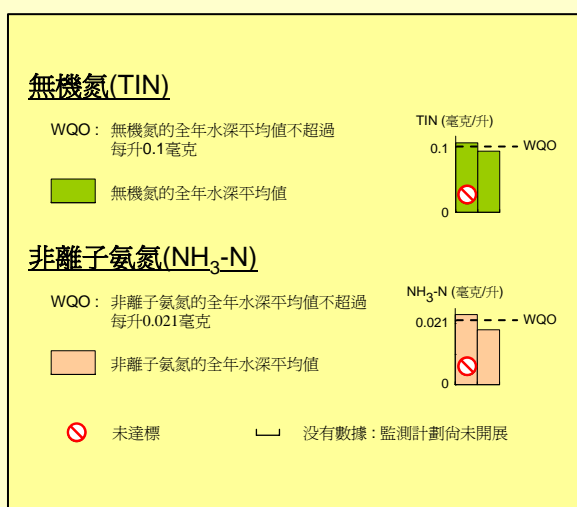 無機氮(TIN)
WQO : 無機氮的全年水深平均值不超過
每升0.1毫克
無機氮的全年水深平均值
TIN (毫克/升)
0.1
WQO
0
非離子氨氮(NH₃-N)
WQO : 非離子氨氮的全年水深平均值不超過
每升0.021毫克
非離子氨氮的全年水深平均值
NH₃-N (毫克/升)
0.021
WQO
0
未達標
没有數據 : 監測計劃尚未開展